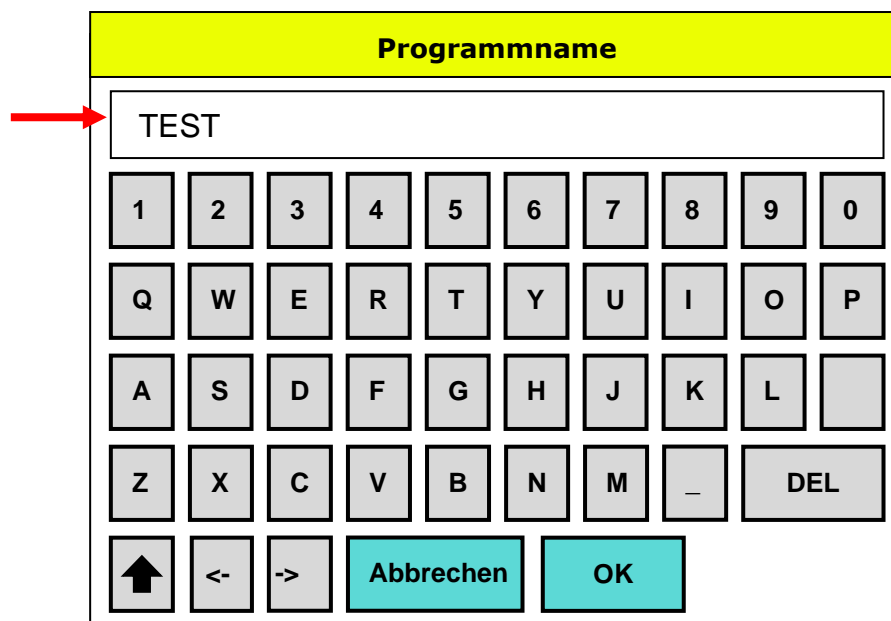 Programmname
TEST
1 2 3 4 5 6 7 8 9 0
Q W E R T Y U I O P
A S D F G H J K L
Z X C V B N M _ DEL
<- -> Abbrechen OK